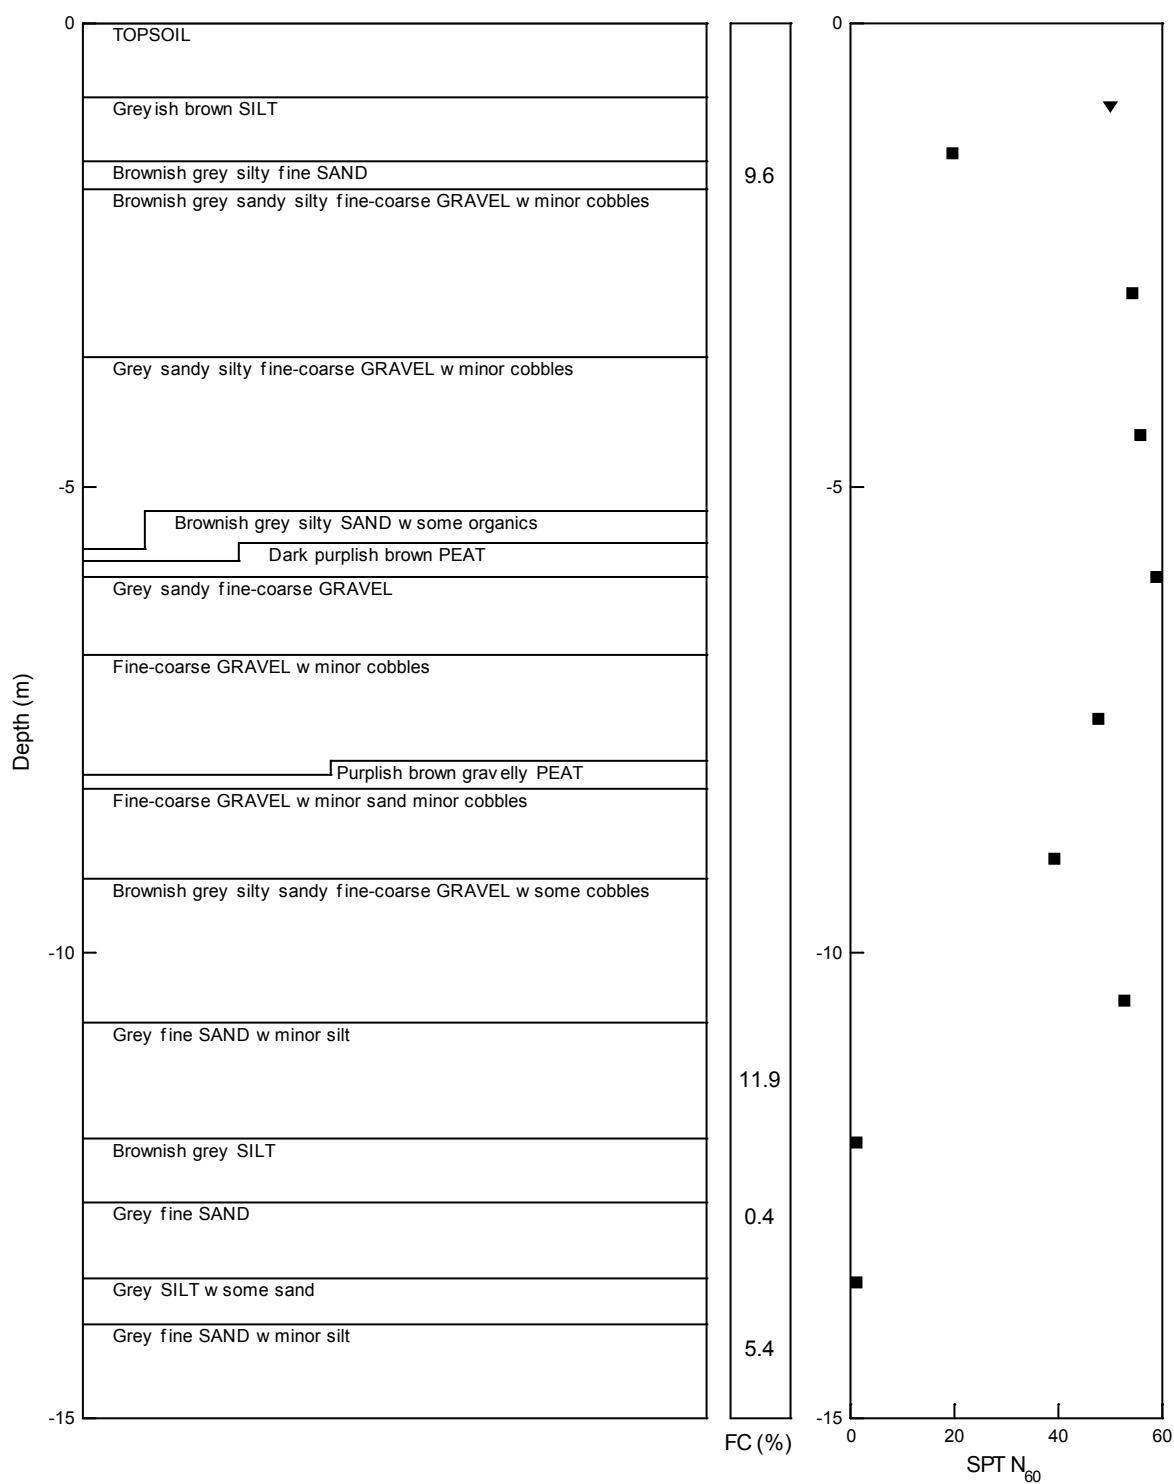 0
TOPSOIL
Greyish brown SILT
Brownish grey silty fine SAND
Brownish grey sandy silty fine-coarse GRAVEL w minor cobbles
Grey sandy silty fine-coarse GRAVEL w minor cobbles
-5
Brownish grey silty SAND w some organics
Dark purplish brown PEAT
Grey sandy fine-coarse GRAVEL
Fine-coarse GRAVEL w minor cobbles
Depth (m)
Purplish brown gravelly PEAT
Fine-coarse GRAVEL w minor sand minor cobbles
Brownish grey silty sandy fine-coarse GRAVEL w some cobbles
-10
Grey fine SAND w minor silt
Brownish grey SILT
Grey fine SAND
Grey SILT w some sand
Grey fine SAND w minor silt
-15
9.6
11.9
0.4
5.4
FC (%)
0
-5
-10
-15
0 20 40 60
SPT N60